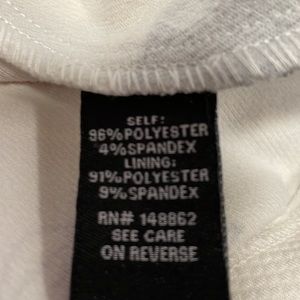 SELF:
96%POLYESTER
4%SPANDEX
LINING:
91%POLYESTER
9%SPANDEX
RN# 148862
SEE CARE
ON REVERSE